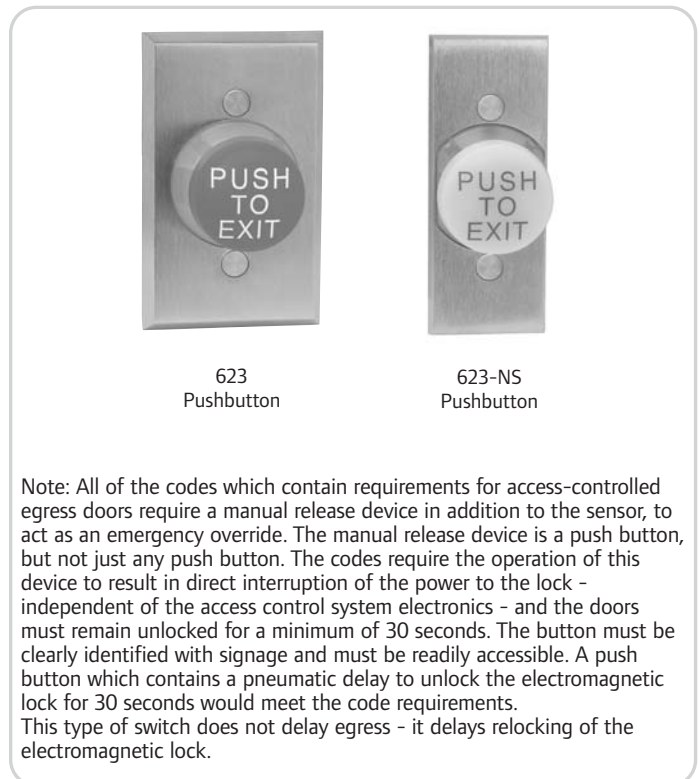 PUSH
TO
EXIT
PUSH
TO
EXIT
623
Pushbutton
623-NS
Pushbutton
Note: All of the codes which contain requirements for access-controlled
egress doors require a manual release device in addition to the sensor, to
act as an emergency override. The manual release device is a push button,
but not just any push button. The codes require the operation of this
device to result in direct interruption of the power to the lock -
independent of the access control system electronics - and the doors
must remain unlocked for a minimum of 30 seconds. The button must be
clearly identified with signage and must be readily accessible. A push
button which contains a pneumatic delay to unlock the electromagnetic
lock for 30 seconds would meet the code requirements.
This type of switch does not delay egress - it delays relocking of the
electromagnetic lock.